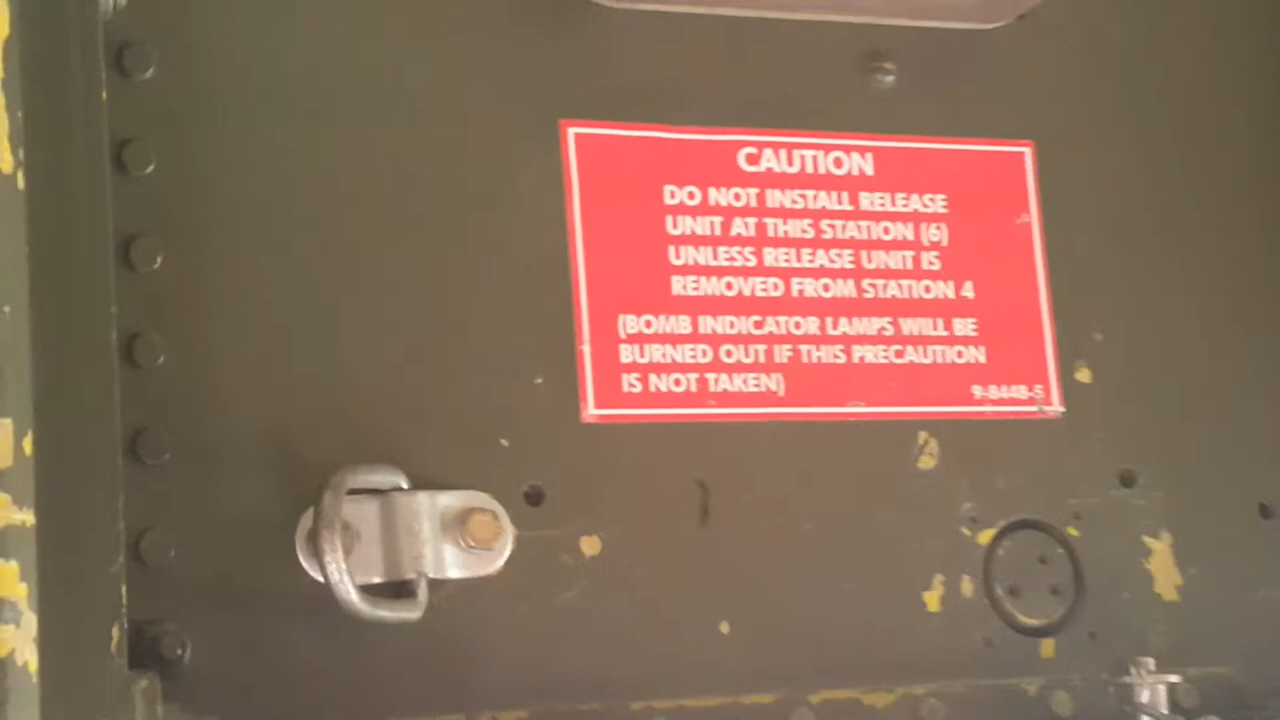 CAUTION
DO NOT INSTALL RELEASE
UNIT AT THIS STATION (6)
UNLESS RELEASE UNIT IS
REMOVED FROM STATION 4
(BOMB INDICATOR LAMPS WILL BE
BURNED OUT IF THIS PRECAUTION
IS NOT TAKEN)
9-8448-5